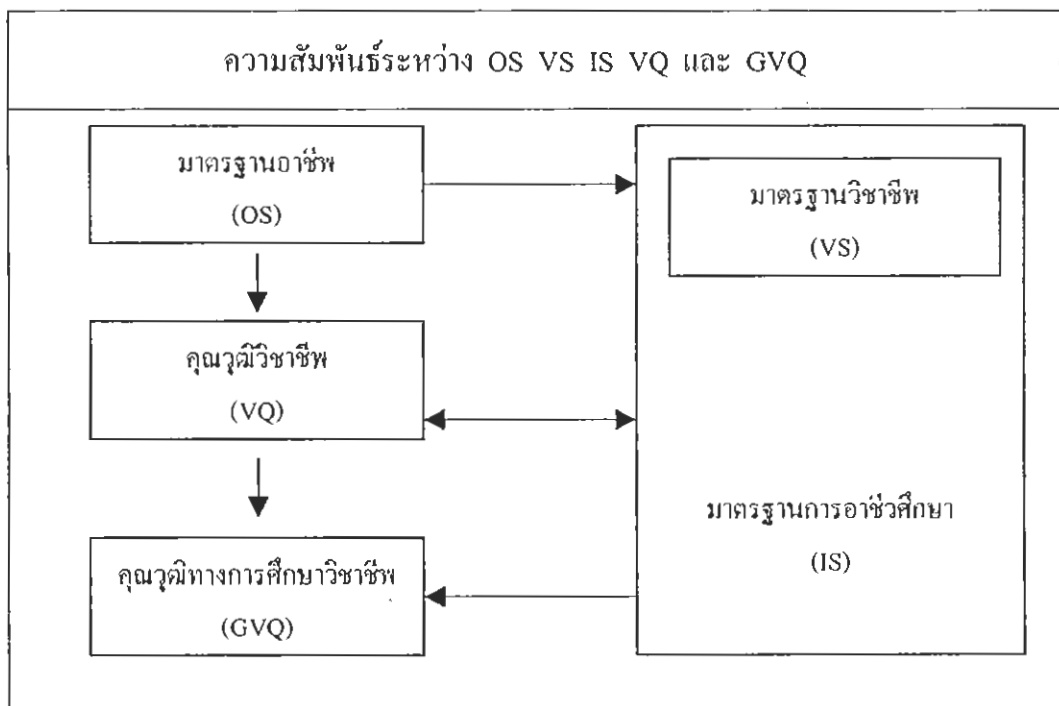 ความสัมพันธ์ระหว่าง OS VS IS VQ และ GVQ
มาตรฐานอาชีพ
(OS)
มาตรฐานวิชาชีพ
(VS)
คุณวุฒิวิชาชีพ
(VQ)
มาตรฐานการอาชีวศึกษา
(IS)
คุณวุฒิทางการศึกษาวิชาชีพ
(GVQ)